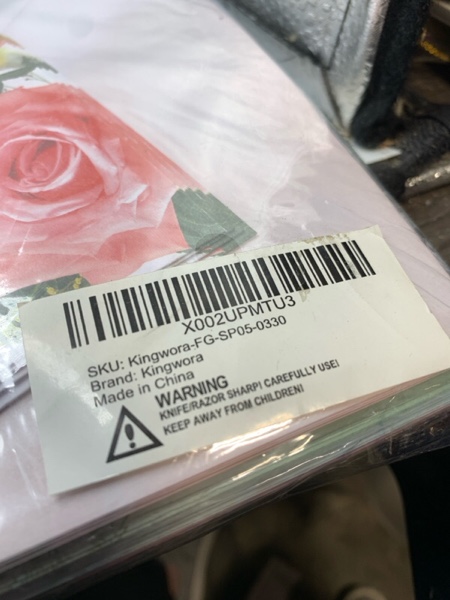 X002UPMTU3
SKU: Kingwora-FG-SP05-0330
Brand: Kingwora
Made in China
WARNING
KNIFE/RAZOR SHARP! CAREFULLY USE!
KEEP AWAY FROM CHILDREN!